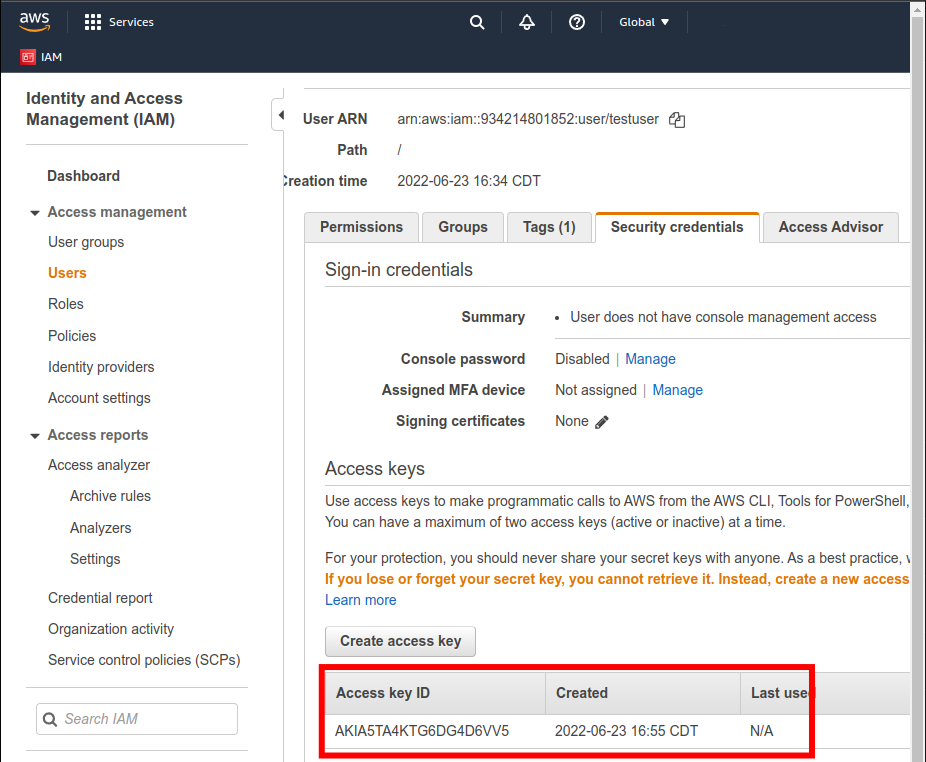 aws
Services
Global
IAM
Identity and Access
Management (IAM)
Dashboard
Access management
User groups
Users
Roles
Policies
Identity providers
Account settings
Access reports
Access analyzer
Archive rules
Analyzers
Settings
Credential report
Organization activity
Service control policies (SCPs)
Search IAM
User ARN arn:aws:iam::934214801852:user/testuser
Path /
Creation time 2022-06-23 16:34 CDT
Permissions Groups Tags (1) Security credentials Access Advisor
Sign-in credentials
Summary • User does not have console management access
Console password Disabled | Manage
Assigned MFA device Not assigned | Manage
Signing certificates None
Access keys
Use access keys to make programmatic calls to AWS from the AWS CLI, Tools for PowerShell,
You can have a maximum of two access keys (active or inactive) at a time.
For your protection, you should never share your secret keys with anyone. As a best practice,
If you lose or forget your secret key, you cannot retrieve it. Instead, create a new access
Learn more
Create access key
Access key ID Created Last used
AKIA5TA4KTG6DG4D6VV5 2022-06-23 16:55 CDT N/A